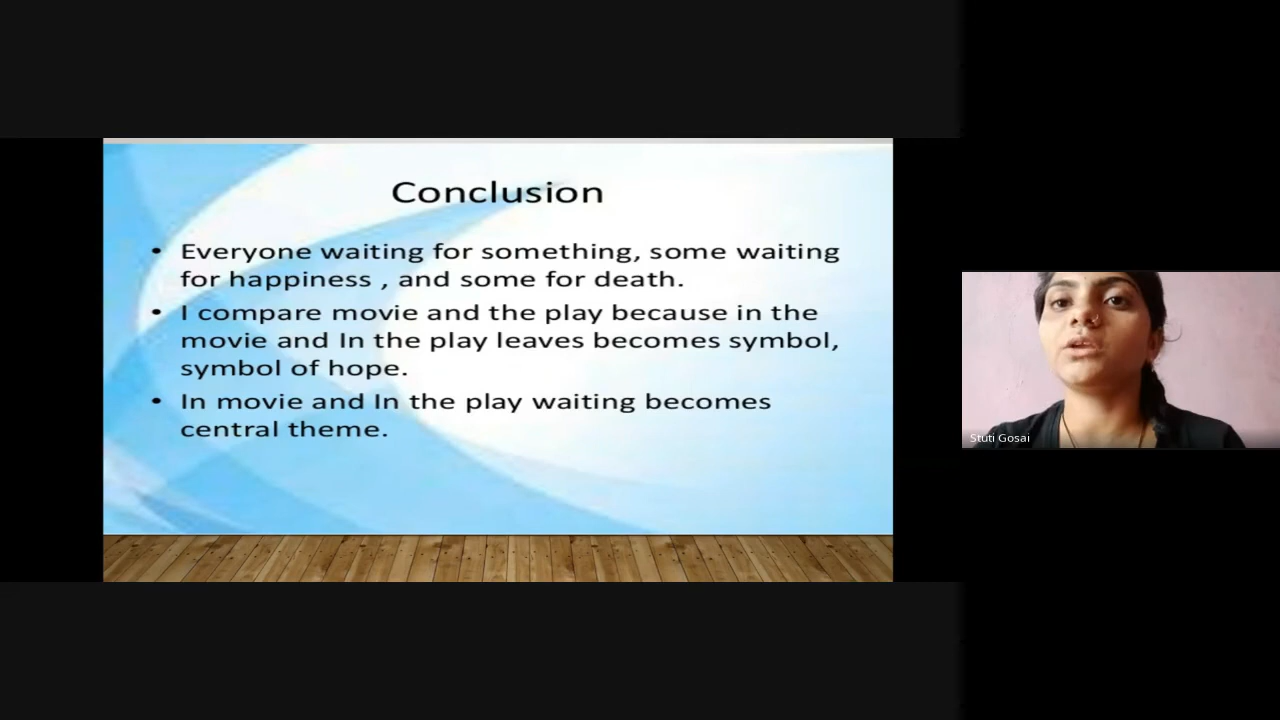 Conclusion
• Everyone waiting for something, some waiting
for happiness , and some for death.
• I compare movie and the play because in the
movie and In the play leaves becomes symbol,
symbol of hope.
• In movie and In the play waiting becomes
central theme.
Stuti Gosai